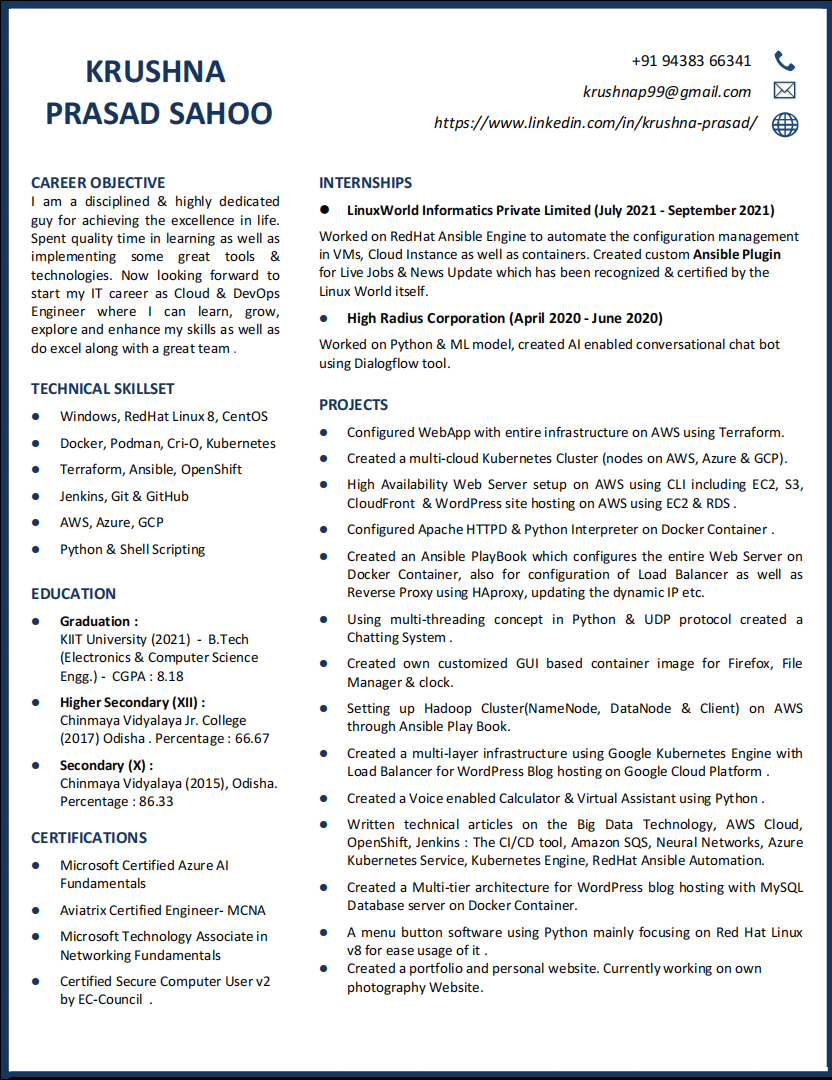 KRUSHNA
PRASAD SAHOO
+91 94383 66341
krushnap99@gmail.com
https://www.linkedin.com/in/krushna-prasad/
CAREER OBJECTIVE
I am a disciplined & highly dedicated
guy for achieving the excellence in life.
Spent quality time in learning as well as
implementing some great tools &
technologies. Now looking forward to
start my IT career as Cloud & DevOps
Engineer where I can learn, grow,
explore and enhance my skills as well as
do excel along with a great team .
TECHNICAL SKILLSET
● Windows, RedHat Linux 8, CentOS
● Docker, Podman, Cri-O, Kubernetes
● Terraform, Ansible, OpenShift
● Jenkins, Git & GitHub
● AWS, Azure, GCP
● Python & Shell Scripting
EDUCATION
● Graduation :
KIIT University (2021) - B.Tech
(Electronics & Computer Science
Engg.) - CGPA : 8.18
● Higher Secondary (XII) :
Chinmaya Vidyalaya Jr. College
(2017) Odisha . Percentage : 66.67
● Secondary (X) :
Chinmaya Vidyalaya (2015), Odisha.
Percentage : 86.33
CERTIFICATIONS
● Microsoft Certified Azure AI
Fundamentals
● Aviatrix Certified Engineer- MCNA
● Microsoft Technology Associate in
Networking Fundamentals
● Certified Secure Computer User v2
by EC-Council .
INTERNSHIPS
● LinuxWorld Informatics Private Limited (July 2021 - September 2021)
Worked on RedHat Ansible Engine to automate the configuration management
in VMs, Cloud Instance as well as containers. Created custom Ansible Plugin
for Live Jobs & News Update which has been recognized & certified by the
Linux World itself.
● High Radius Corporation (April 2020 - June 2020)
Worked on Python & ML model, created AI enabled conversational chat bot
using Dialogflow tool.
PROJECTS
● Configured WebApp with entire infrastructure on AWS using Terraform.
● Created a multi-cloud Kubernetes Cluster (nodes on AWS, Azure & GCP).
● High Availability Web Server setup on AWS using CLI including EC2, S3,
CloudFront & WordPress site hosting on AWS using EC2 & RDS .
● Configured Apache HTTPD & Python Interpreter on Docker Container .
● Created an Ansible PlayBook which configures the entire Web Server on
Docker Container, also for configuration of Load Balancer as well as
Reverse Proxy using HAproxy, updating the dynamic IP etc.
● Using multi-threading concept in Python & UDP protocol created a
Chatting System .
● Created own customized GUI based container image for Firefox, File
Manager & clock.
● Setting up Hadoop Cluster(NameNode, DataNode & Client) on AWS
through Ansible Play Book.
● Created a multi-layer infrastructure using Google Kubernetes Engine with
Load Balancer for WordPress Blog hosting on Google Cloud Platform .
● Created a Voice enabled Calculator & Virtual Assistant using Python .
● Written technical articles on the Big Data Technology, AWS Cloud,
OpenShift, Jenkins : The CI/CD tool, Amazon SQS, Neural Networks, Azure
Kubernetes Service, Kubernetes Engine, RedHat Ansible Automation.
● Created a Multi-tier architecture for WordPress blog hosting with MySQL
Database server on Docker Container.
● A menu button software using Python mainly focusing on Red Hat Linux
v8 for ease usage of it .
● Created a portfolio and personal website. Currently working on own
photography Website.